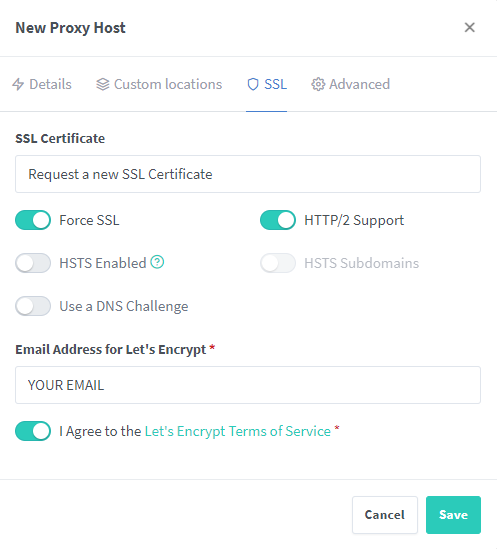 New Proxy Host
Details Custom locations SSL Advanced
SSL Certificate
Request a new SSL Certificate
Force SSL HTTP/2 Support
HSTS Enabled HSTS Subdomains
Use a DNS Challenge
Email Address for Let's Encrypt *
YOUR EMAIL
I Agree to the Let's Encrypt Terms of Service *
Cancel Save